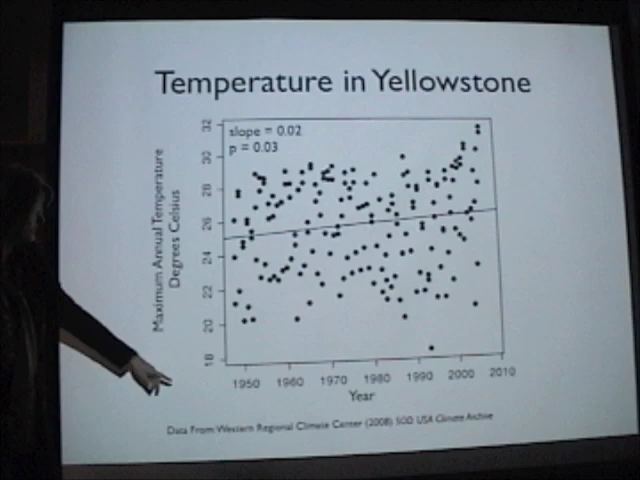 Temperature in Yellowstone
slope = 0.02
p = 0.03
Maximum Annual Temperature
Degrees Celsius
32
30
28
26
24
22
20
18
1950 1960 1970 1980 1990 2000 2010
Year
Data From: Western Regional Climate Center (2008) SOD USA Climate Archive